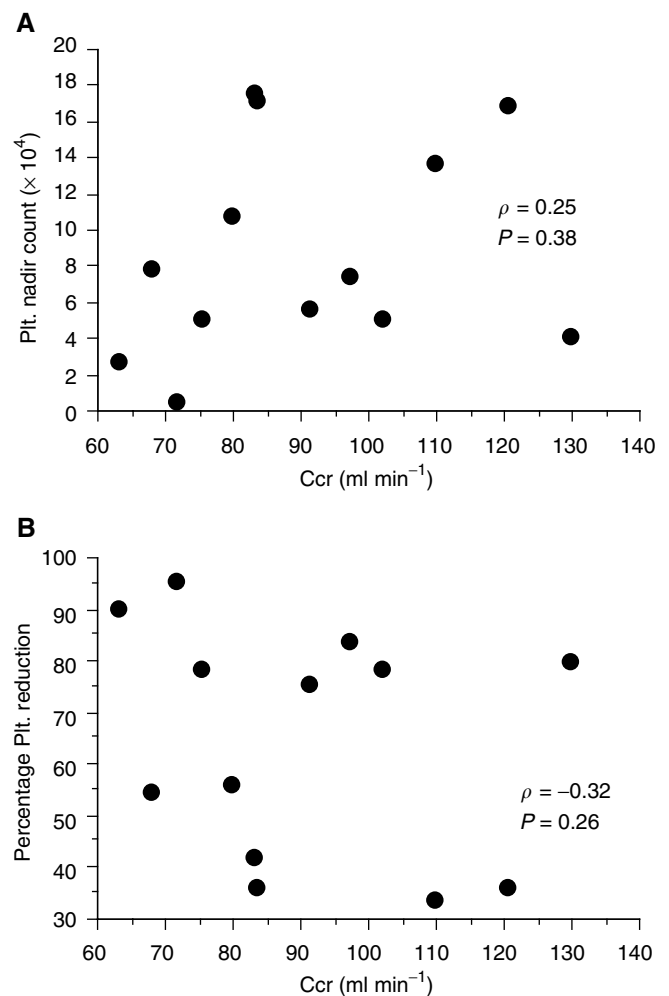 A
20
18
16
14
12
10
8
6
4
2
0
Plt. nadir count (× 10⁴)
ρ = 0.25
P = 0.38
60 70 80 90 100 110 120 130 140
Ccr (ml min⁻¹)
B
100
90
80
70
60
50
40
30
Percentage Plt. reduction
ρ = −0.32
P = 0.26
60 70 80 90 100 110 120 130 140
Ccr (ml min⁻¹)